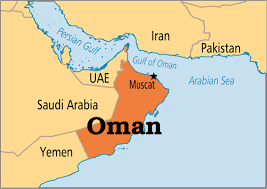 Iran
Persian Gulf
Pakistan
Gulf of Oman
UAE
Muscat
Arabian Sea
Saudi Arabia
Oman
Yemen